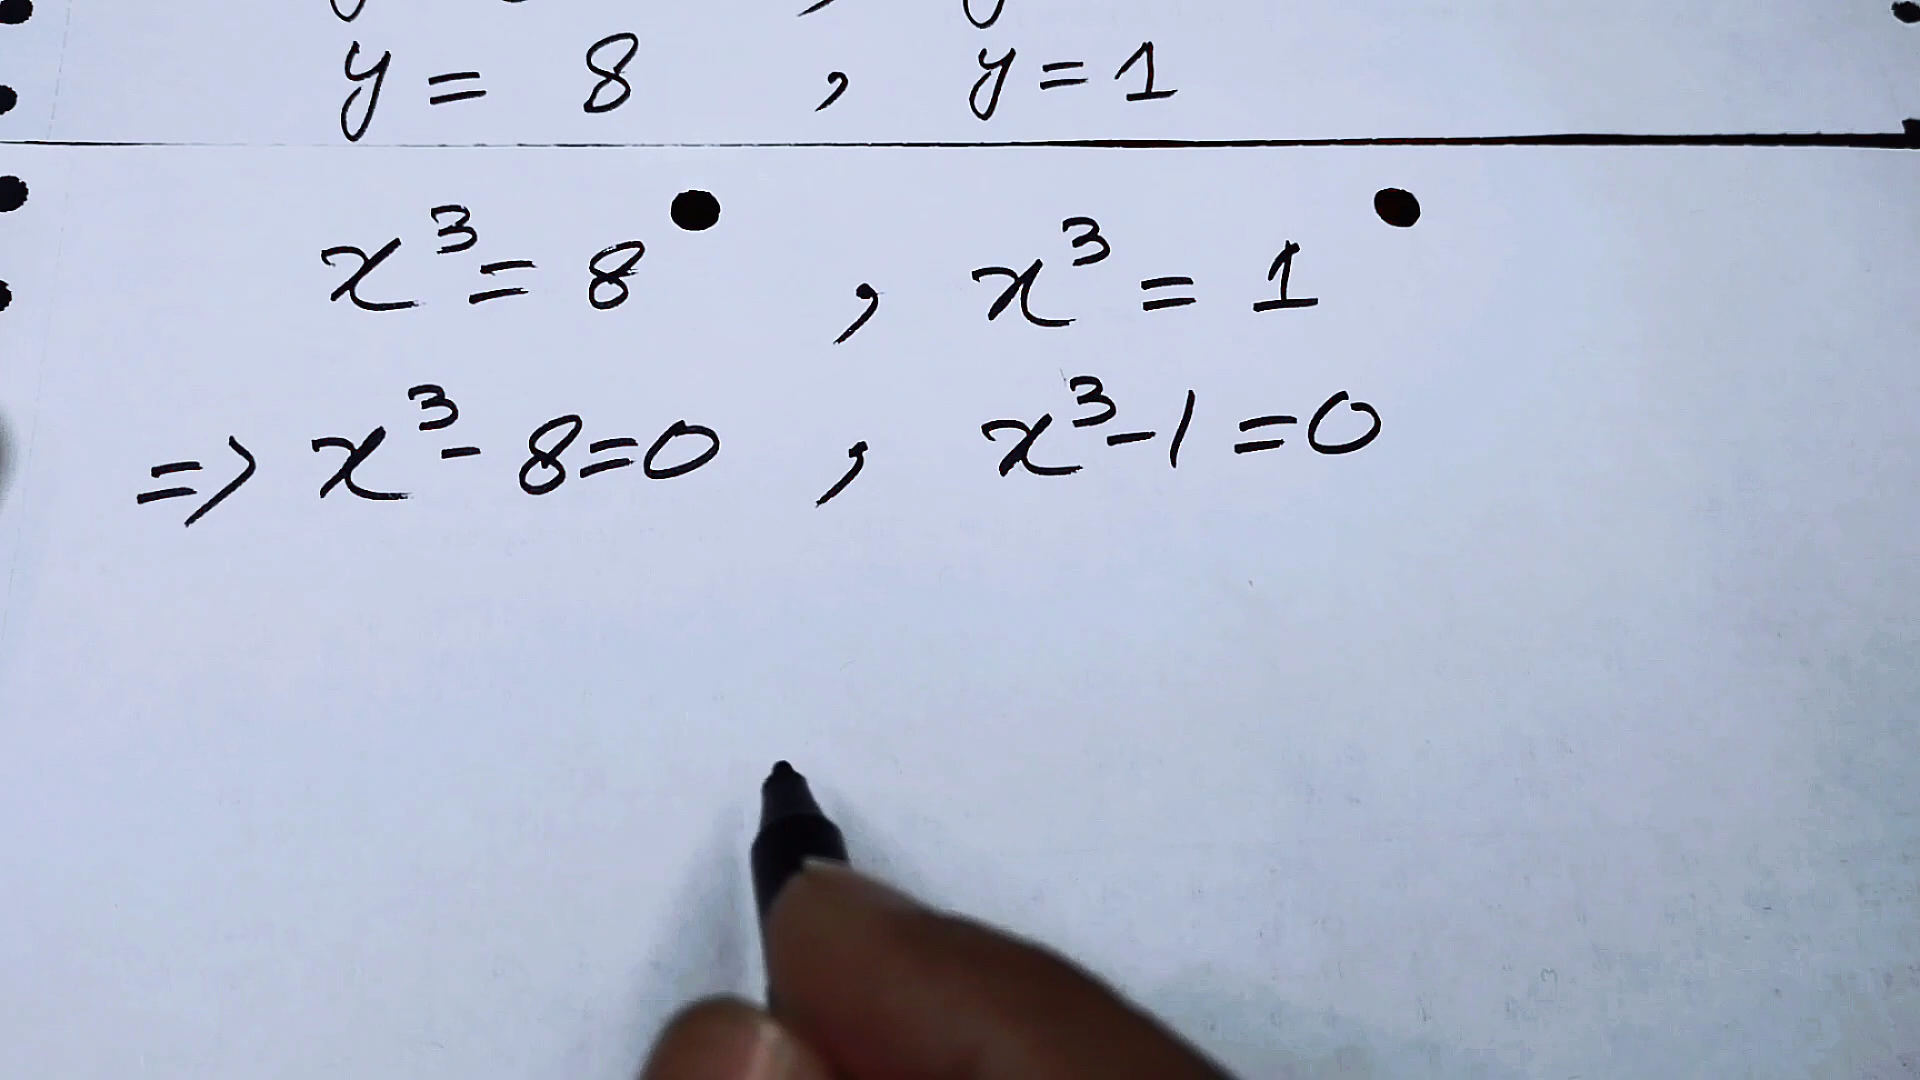 y = 8 , y = 1
x³ = 8 , x³ = 1
=> x³ - 8 = 0 , x³ - 1 = 0